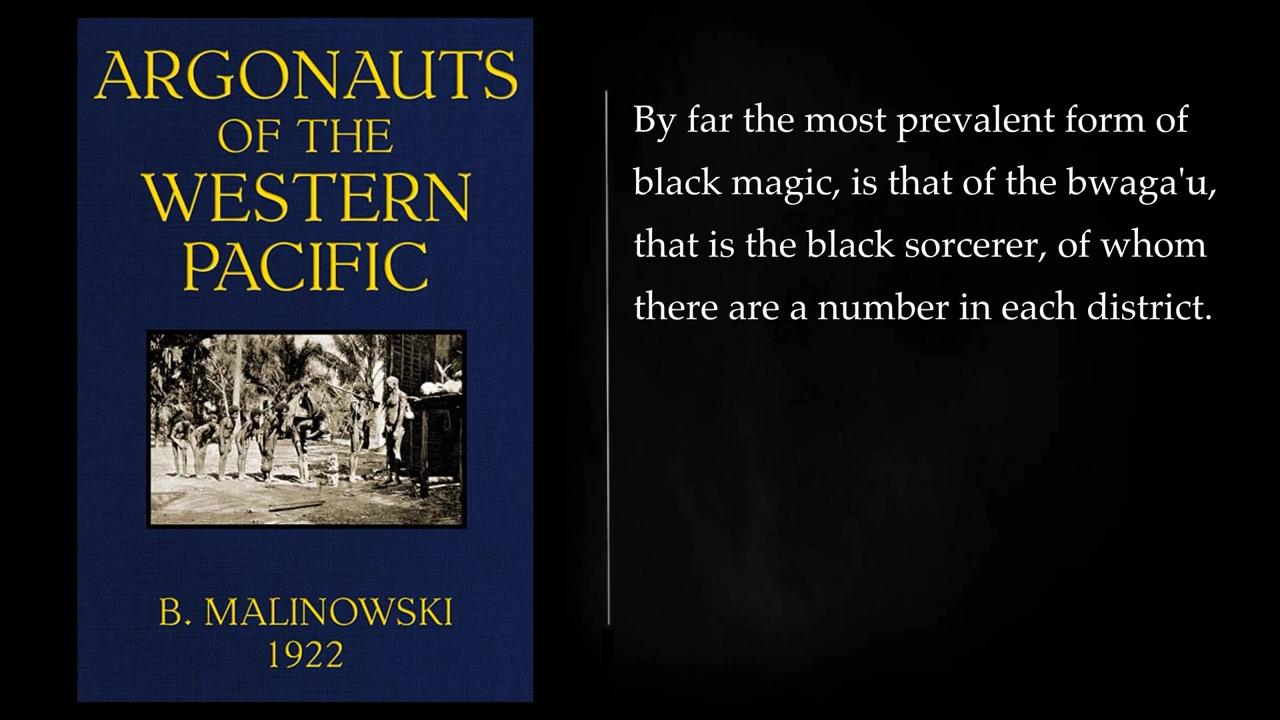 ARGONAUTS
OF THE
WESTERN
PACIFIC
B. MALINOWSKI
1922
By far the most prevalent form of
black magic, is that of the bwaga'u,
that is the black sorcerer, of whom
there are a number in each district.